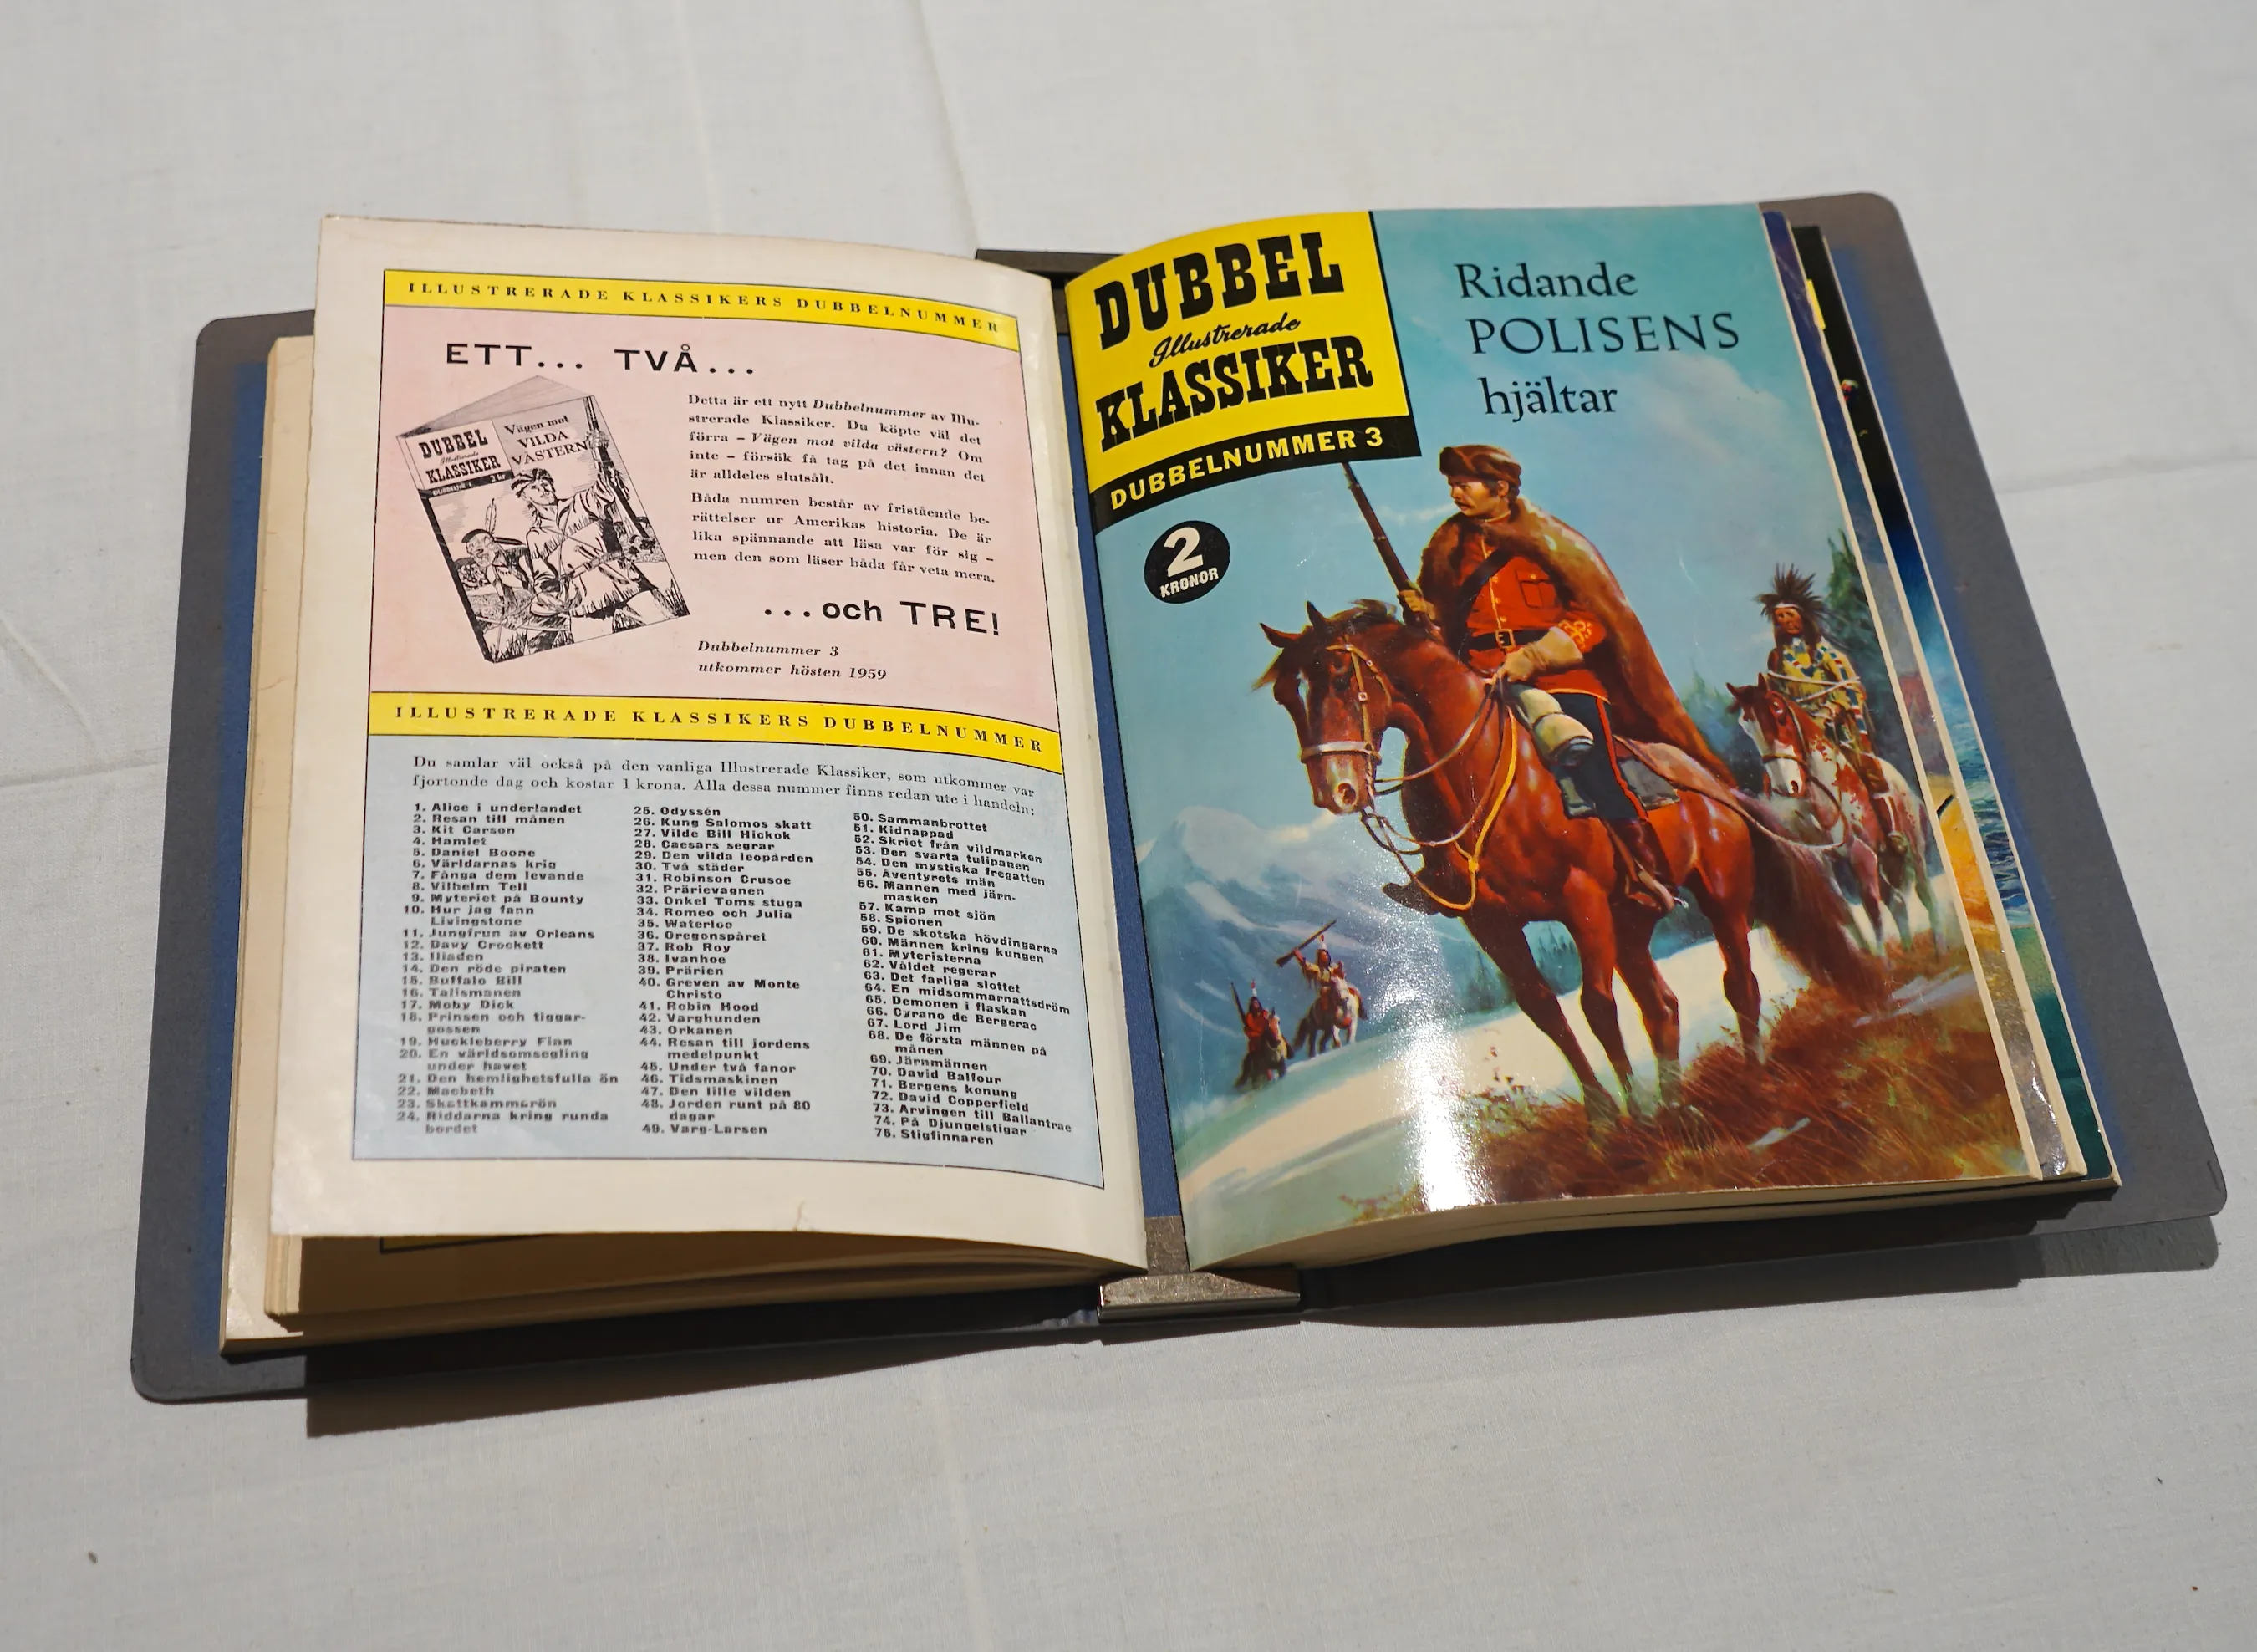 ILLUSTRERADE KLASSIKERS DUBBELNUMMER
ETT... TVÅ...
DUBBEL
Illustrerade
KLASSIKER
Vägen mot
VILDA
VÄSTERN
2 kr
Detta är ett nytt Dubbelnummer av Illu-
strerade Klassiker. Du köpte väl det
förra – Vägen mot vilda västern? Om
inte – försök få tag på det innan det
är alldeles slutsålt.
Båda numren består av fristående be-
rättelser ur Amerikas historia. De är
lika spännande att läsa var för sig –
men den som läser båda får veta mera.
...och TRE!
Dubbelnummer 3
utkommer hösten 1959
ILLUSTRERADE KLASSIKERS DUBBELNUMMER
Du samlar väl också på den vanliga Illustrerade Klassiker, som utkommer var
fjortonde dag och kostar 1 krona. Alla dessa nummer finns redan ute i handeln:
1. Alice i underlandet
2. Resan till månen
3. Kit Carson
4. Hamlet
5. Daniel Boone
6. Världarnas krig
7. Fånga dem levande
8. Vilhelm Tell
9. Myteriet på Bounty
10. Hur jag fann
Livingstone
11. Jungfrun av Orleans
12. Davy Crockett
13. Iliaden
14. Den röde piraten
15. Buffalo Bill
16. Talismanen
17. Moby Dick
18. Prinsen och tiggar-
gossen
19. Huckleberry Finn
20. En världsomsegling
under havet
21. Den hemlighetsfulla ön
22. Macbeth
23. Skattkammarön
24. Riddarna kring runda
bordet
25. Odyssén
26. Kung Salomos skatt
27. Vilde Bill Hickok
28. Caesars segrar
29. Den vilda leoparden
30. Två städer
31. Robinson Crusoe
32. Prärievagnen
33. Onkel Toms stuga
34. Romeo och Julia
35. Waterloo
36. Oregonspåret
37. Rob Roy
38. Ivanhoe
39. Prärien
40. Greven av Monte
Christo
41. Robin Hood
42. Varghunden
43. Orkanen
44. Resan till jordens
medelpunkt
45. Under två fanor
46. Tidsmaskinen
47. Den lille vilden
48. Jorden runt på 80
dagar
49. Varg-Larsen
50. Sammanbrottet
51. Kidnappad
52. Skriet från vildmarken
53. Den svarta tulipanen
54. Den mystiska fregatten
55. Äventyrets män
56. Mannen med järn-
masken
57. Kamp mot sjön
58. Spionen
59. De skotska hövdingarna
60. Männen kring kungen
61. Myteristerna
62. Våldet regerar
63. Det farliga slottet
64. En midsommarnattsdröm
65. Demonen i flaskan
66. Cyrano de Bergerac
67. Lord Jim
68. De första männen på
månen
69. Järnmännen
70. David Balfour
71. Bergens konung
72. David Copperfield
73. Arvingen till Ballantrae
74. På Djungelstigar
75. Stigfinnaren
DUBBEL
Illustrerade
KLASSIKER
DUBBELNUMMER 3
2
KRONOR
Ridande
POLISENS
hjältar